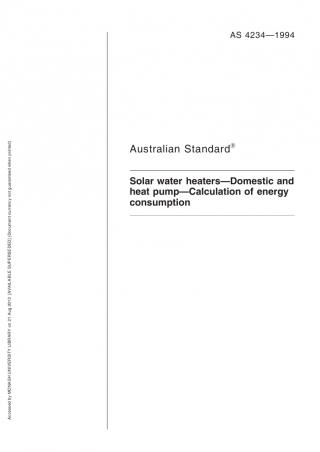 AS 4234—1994
Australian Standard®
Solar water heaters—Domestic and
heat pump—Calculation of energy
consumption
Accessed by MONASH UNIVERSITY LIBRARY on 21 Aug 2013 [AVAILABLE SUPERSEDED] (Document currency not guaranteed when printed)